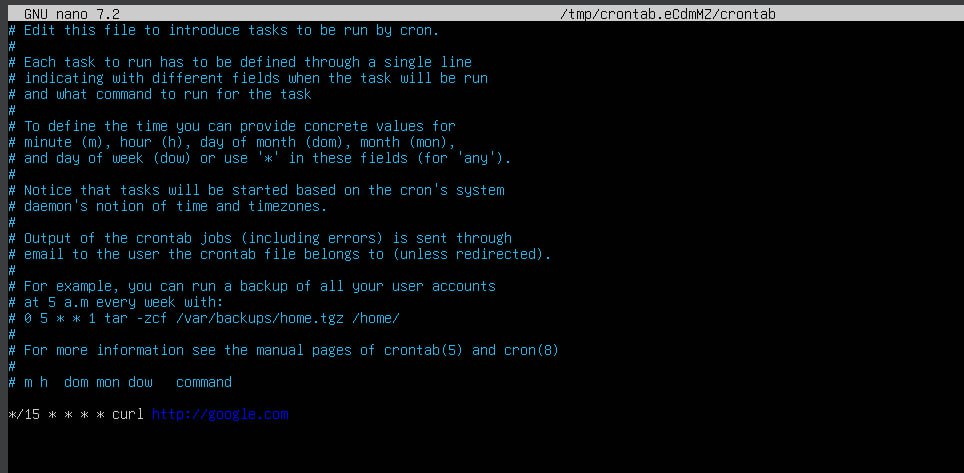 GNU nano 7.2 /tmp/crontab.eCdmMZ/crontab
# Edit this file to introduce tasks to be run by cron.
#
# Each task to run has to be defined through a single line
# indicating with different fields when the task will be run
# and what command to run for the task
#
# To define the time you can provide concrete values for
# minute (m), hour (h), day of month (dom), month (mon),
# and day of week (dow) or use '*' in these fields (for 'any').
#
# Notice that tasks will be started based on the cron's system
# daemon's notion of time and timezones.
#
# Output of the crontab jobs (including errors) is sent through
# email to the user the crontab file belongs to (unless redirected).
#
# For example, you can run a backup of all your user accounts
# at 5 a.m every week with:
# 0 5 * * 1 tar -zcf /var/backups/home.tgz /home/
#
# For more information see the manual pages of crontab(5) and cron(8)
#
# m h  dom mon dow   command
*/15 * * * * curl http://google.com